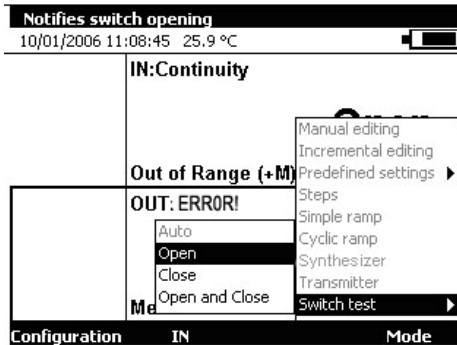 Notifies switch opening
10/01/2006 11:08:45 25.9 °C
IN:Continuity
Out of Range (+M)
OUT: ERR0R!
Me
Manual editing
Incremental editing
Predefined settings
Steps
Simple ramp
Cyclic ramp
Synthesizer
Transmitter
Switch test
Auto
Open
Close
Open and Close
Configuration IN Mode